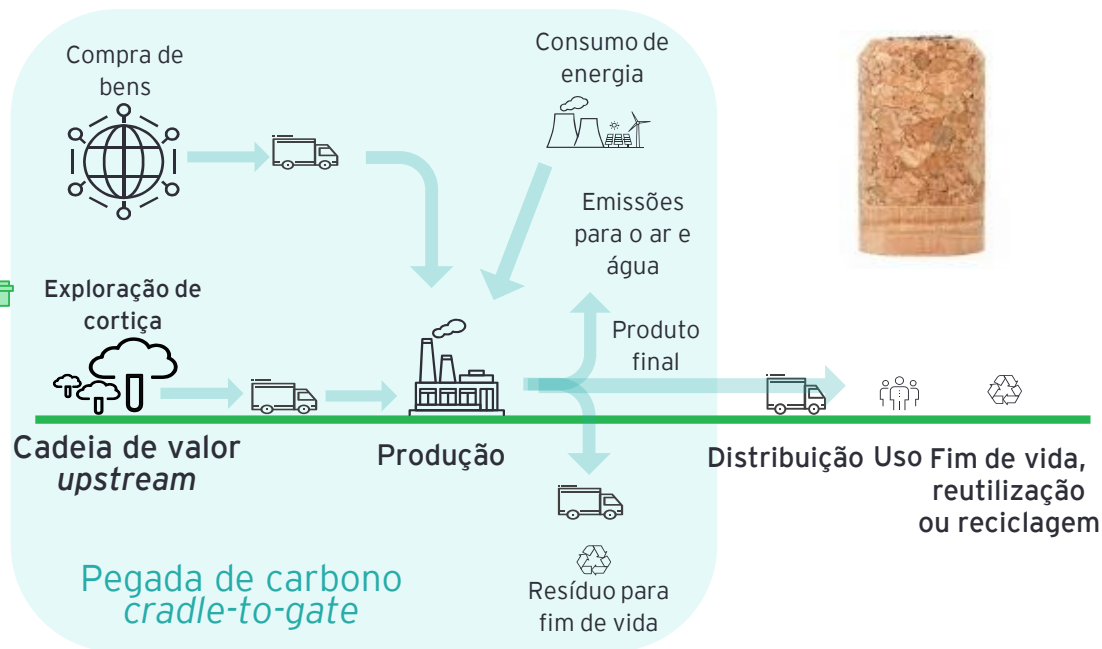 Compra de
bens
Consumo de
energia
Emissões
para o ar e
água
Exploração de
cortiça
Produto
final
Cadeia de valor
upstream
Produção
Distribuição
Uso
Fim de vida,
reutilização
ou reciclagem
Resíduo para
fim de vida
Pegada de carbono
cradle-to-gate